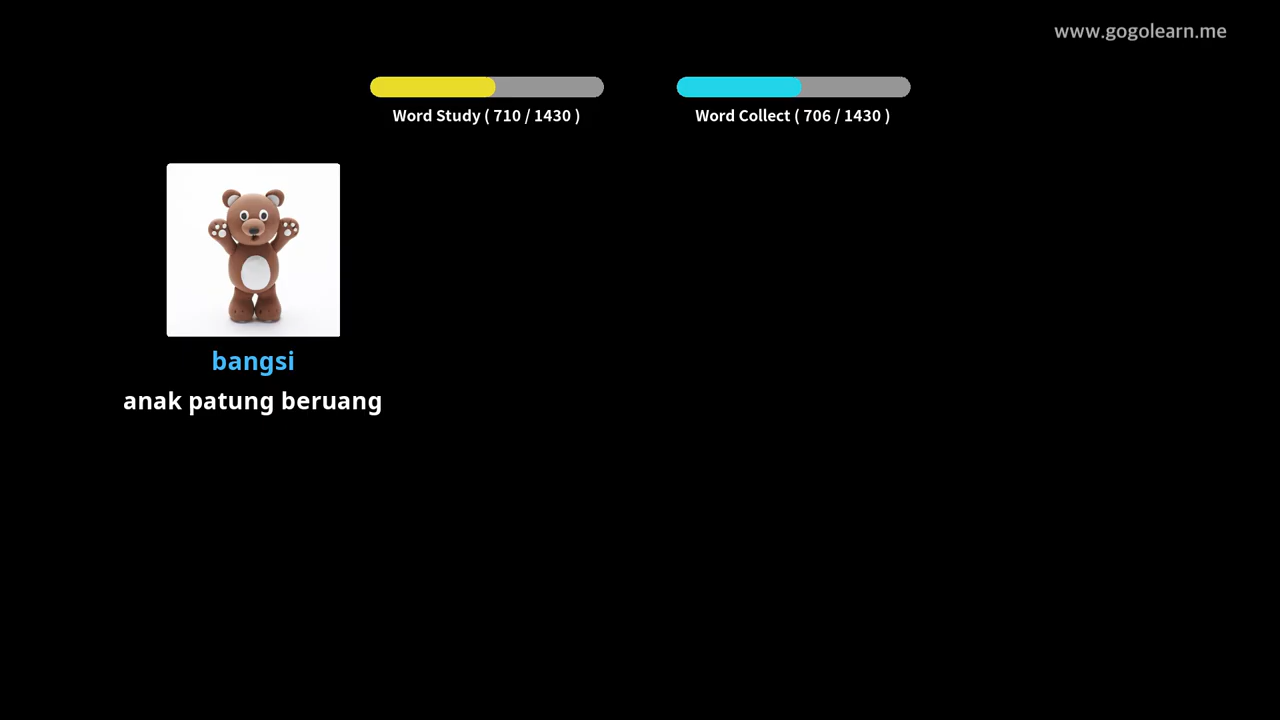 www.gogolearn.me
Word Study ( 710 / 1430 )
Word Collect ( 706 / 1430 )
bangsi
anak patung beruang